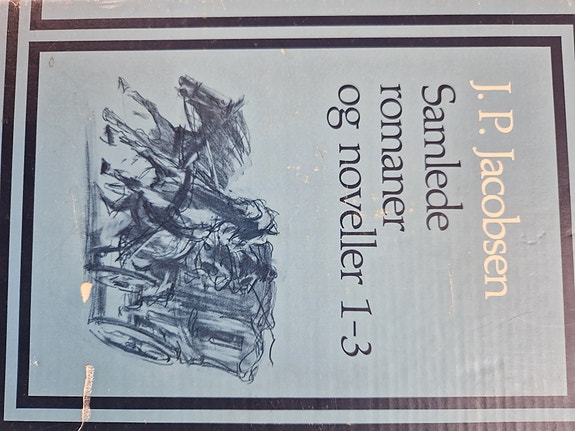 J. P. Jacobsen
Samlede
romaner
og noveller 1-3